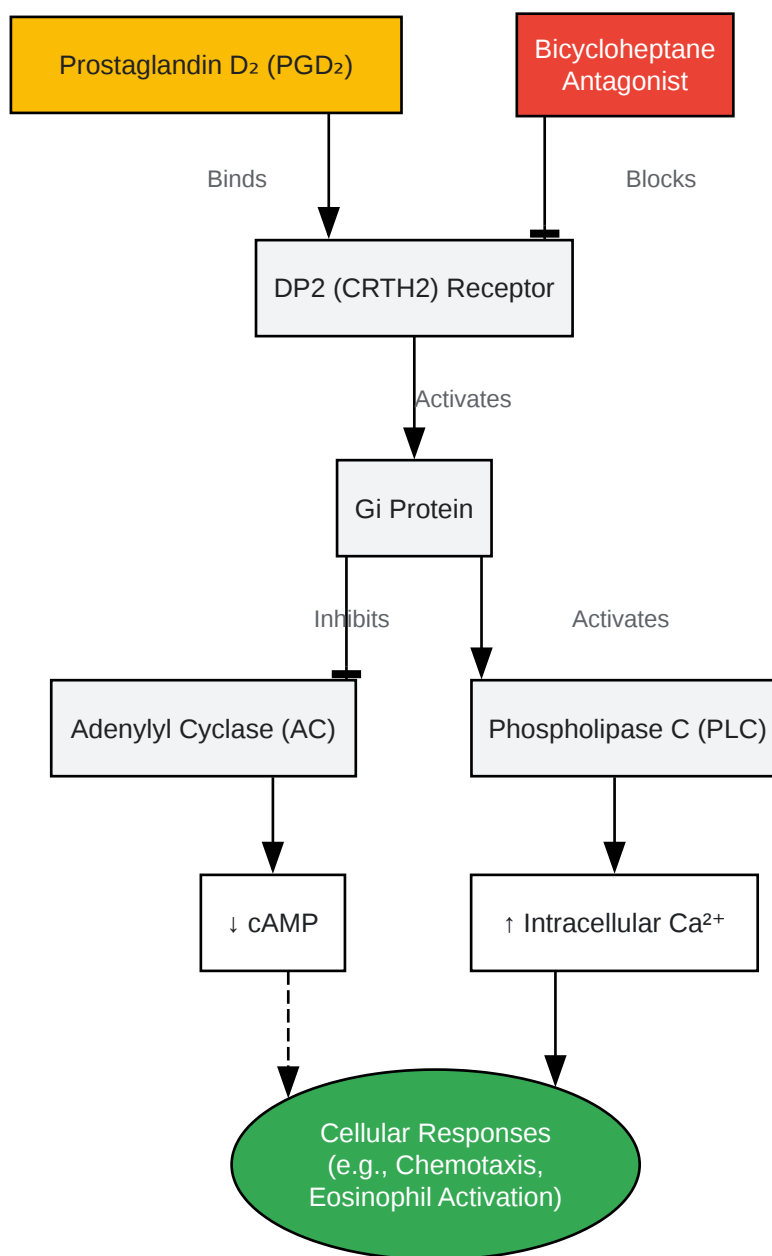 Prostaglandin D₂ (PGD₂)
Bicycloheptane
Antagonist
Binds
Blocks
DP2 (CRTH2) Receptor
Activates
Gi Protein
Inhibits
Activates
Adenylyl Cyclase (AC)
Phospholipase C (PLC)
↓ cAMP
↑ Intracellular Ca²⁺
Cellular Responses
(e.g., Chemotaxis,
Eosinophil Activation)